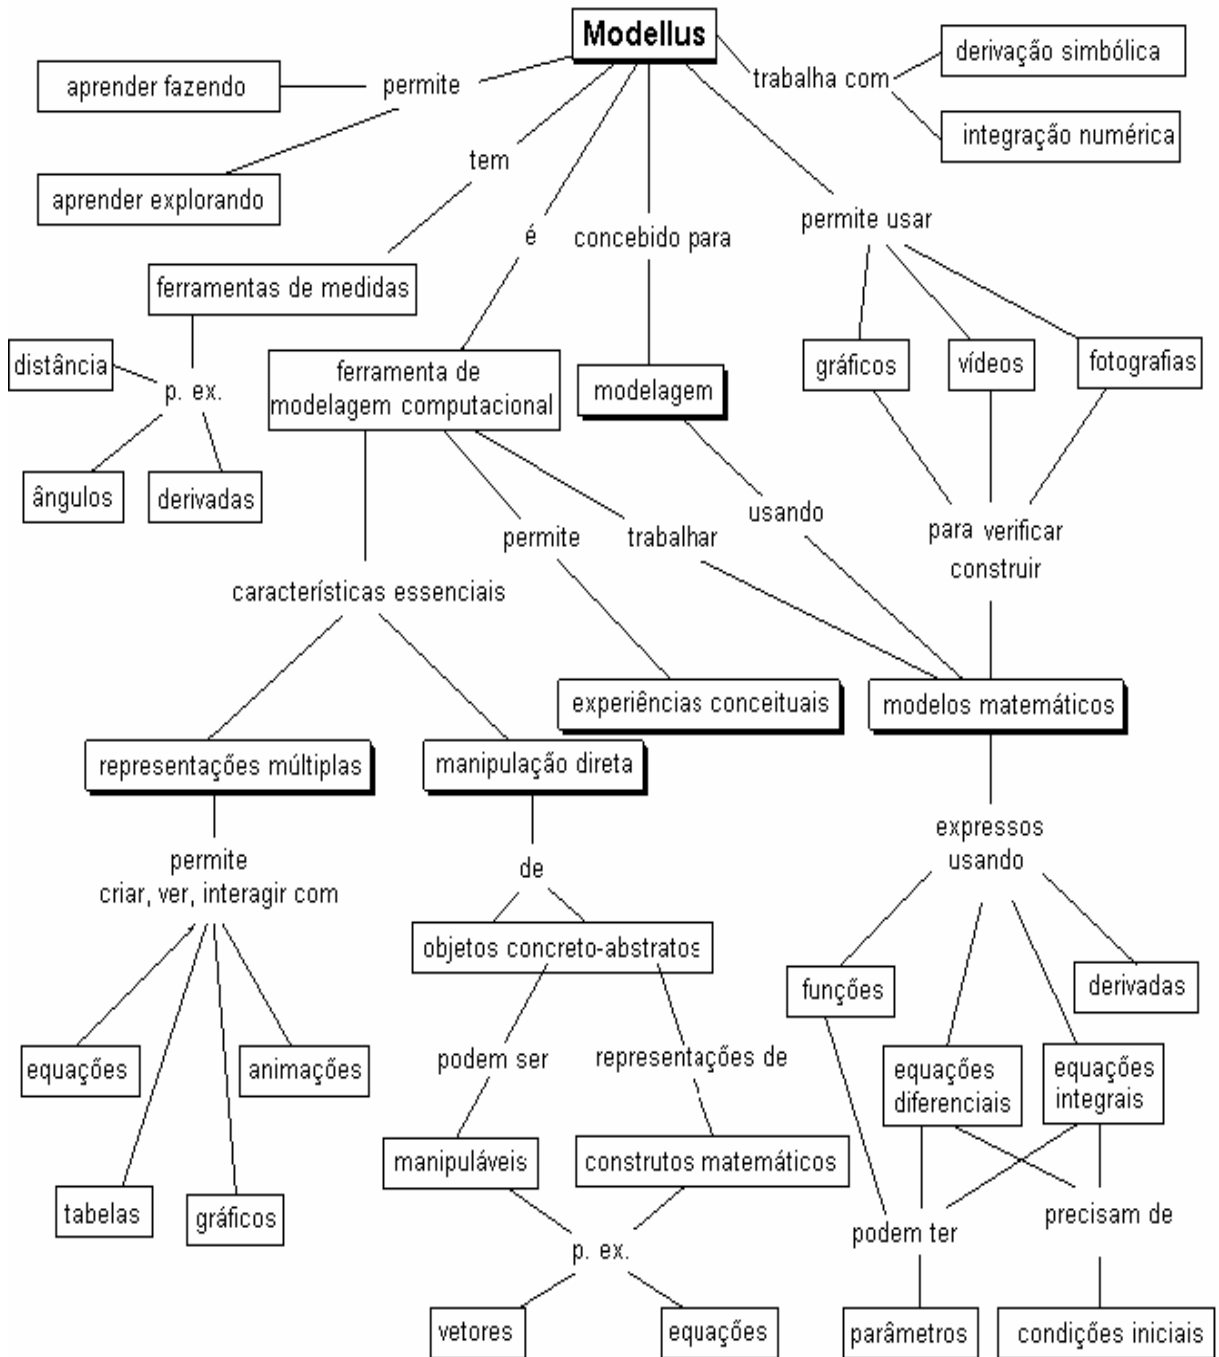 Modellus
derivação simbólica
trabalha com
aprender fazendo
permite
integração numérica
tem
aprender explorando
permite usar
é
concebido para
ferramentas de medidas
distância
gráficos
vídeos
fotografias
ferramenta de
modelagem computacional
modelagem
p. ex.
ângulos
derivadas
usando
permite
trabalhar
para verificar
construir
características essenciais
experiências conceituais
modelos matemáticos
representações múltiplas
manipulação direta
expressos
usando
permite
criar, ver, interagir com
de
objetos concreto-abstratos
funções
derivadas
equações
animações
podem ser
representações de
equações
diferenciais
equações
integrais
manipuláveis
construtos matemáticos
tabelas
gráficos
podem ter
precisam de
p. ex.
vetores
equações
parâmetros
condições iniciais